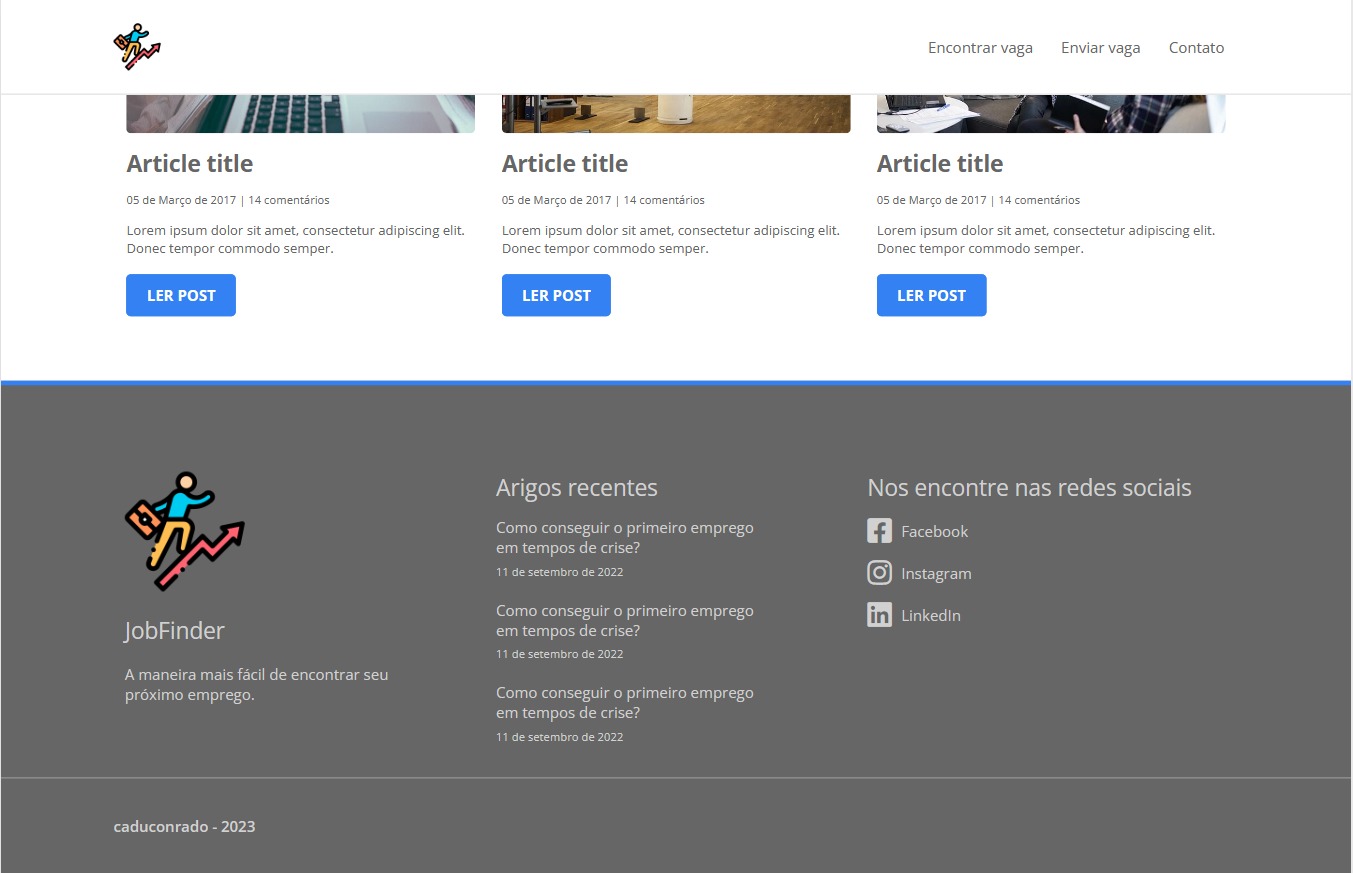 Encontrar vaga
Enviar vaga
Contato
Article title
05 de Março de 2017 | 14 comentários
Lorem ipsum dolor sit amet, consectetur adipiscing elit.
Donec tempor commodo semper.
LER POST
Article title
05 de Março de 2017 | 14 comentários
Lorem ipsum dolor sit amet, consectetur adipiscing elit.
Donec tempor commodo semper.
LER POST
Article title
05 de Março de 2017 | 14 comentários
Lorem ipsum dolor sit amet, consectetur adipiscing elit.
Donec tempor commodo semper.
LER POST
JobFinder
A maneira mais fácil de encontrar seu
próximo emprego.
Arigos recentes
Como conseguir o primeiro emprego
em tempos de crise?
11 de setembro de 2022
Como conseguir o primeiro emprego
em tempos de crise?
11 de setembro de 2022
Como conseguir o primeiro emprego
em tempos de crise?
11 de setembro de 2022
Nos encontre nas redes sociais
Facebook
Instagram
LinkedIn
caduconrado - 2023